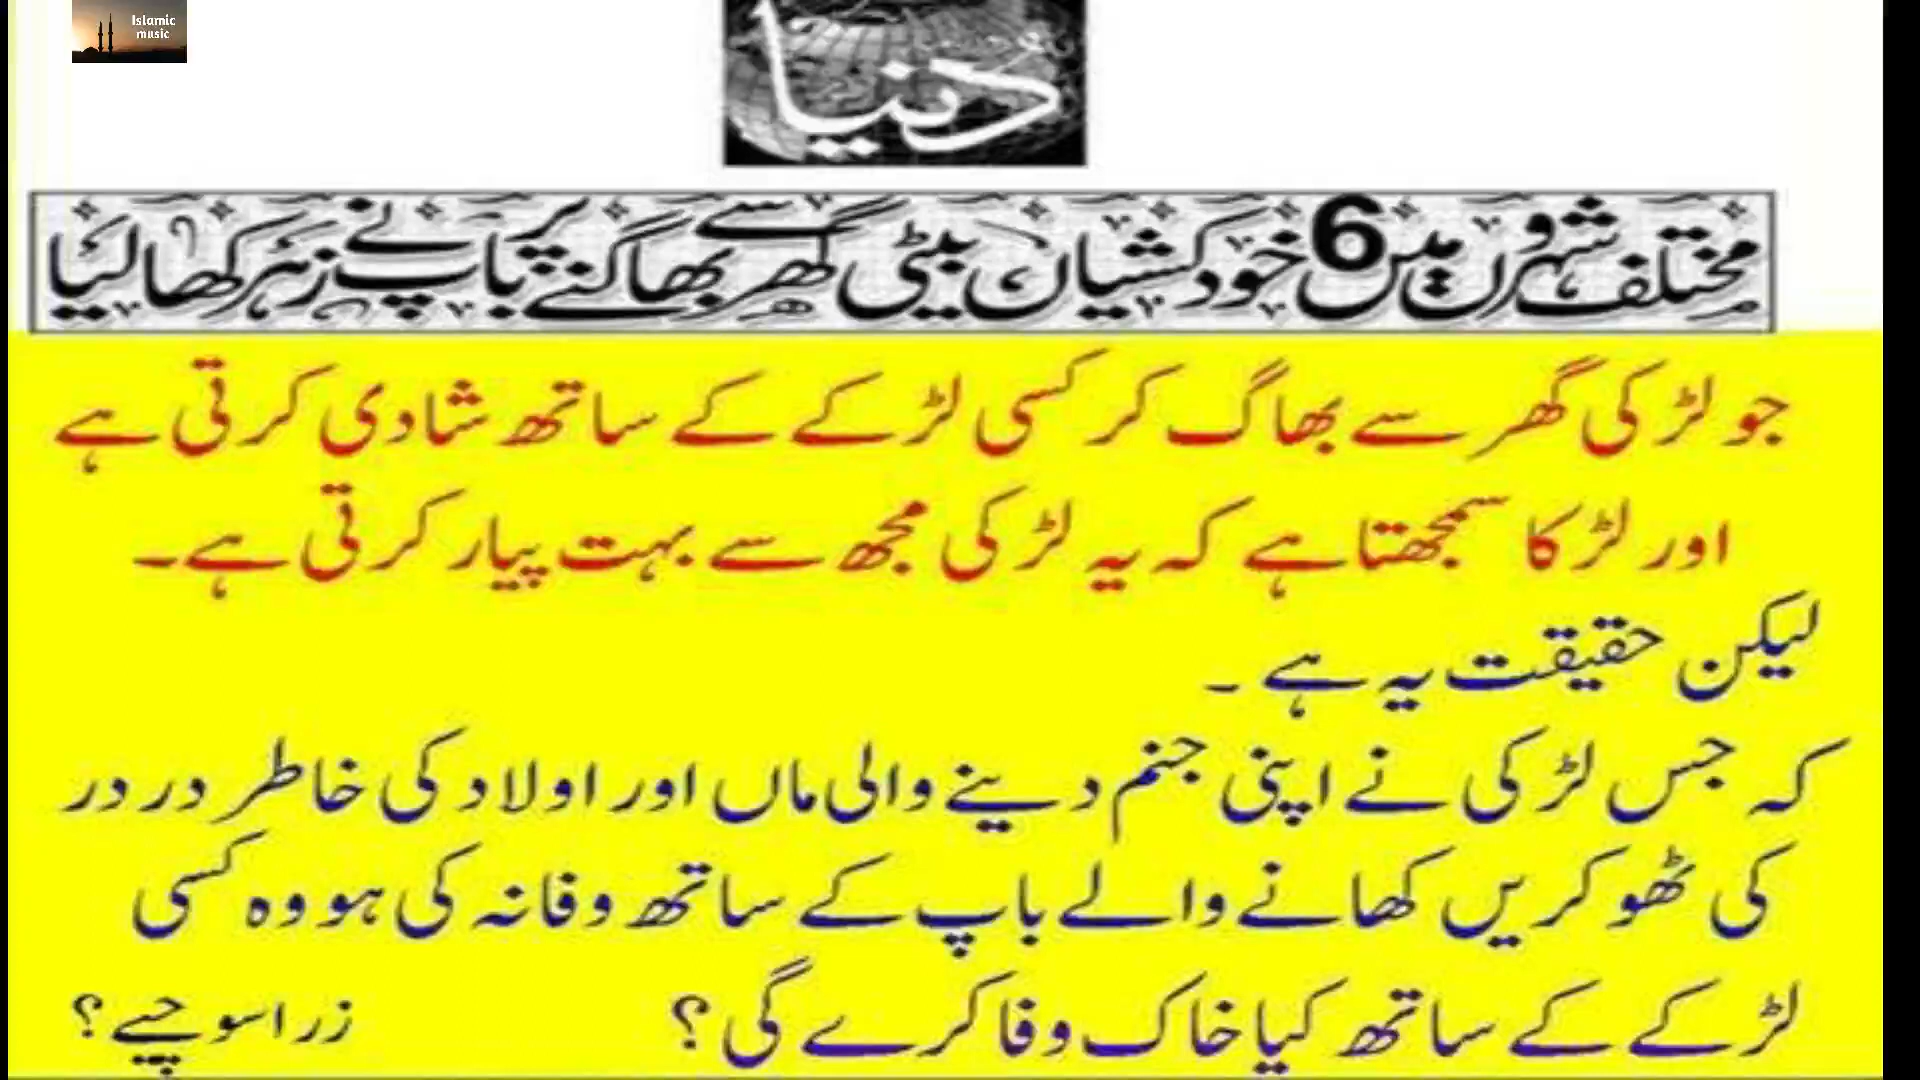 Islamic
music
دنیا
مختلف شہروں میں 6 خودکشیاں، بیٹی گھر سے بھاگنے پر باپ نے زہر کھا لیا
جو لڑکی گھر سے بھاگ کر کسی لڑکے کے ساتھ شادی کرتی ہے
اور لڑکا سمجھتا ہے کہ یہ لڑکی مجھ سے بہت پیار کرتی ہے۔
لیکن حقیقت یہ ہے ۔
کہ جس لڑکی نے اپنی جنم دینے والی ماں اور اولاد کی خاطر در در
کی ٹھوکریں کھانے والے باپ کے ساتھ وفا نہ کی ہو وہ کسی
لڑکے کے ساتھ کیا خاک وفا کرے گی ؟ زرا سوچیے ؟